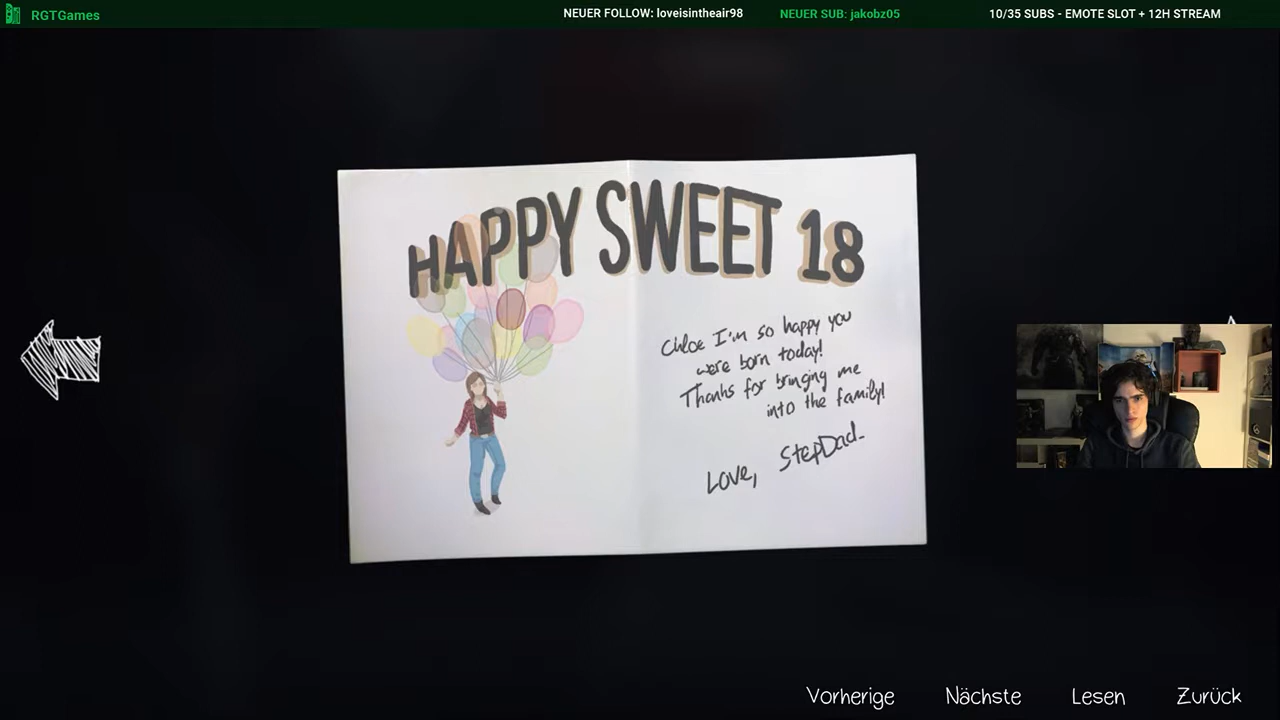 RGTGames
NEUER FOLLOW: loveisintheair98
NEUER SUB: jakobz05
10/35 SUBS - EMOTE SLOT + 12H STREAM
HAPPY SWEET 18
Chloe I'm so happy you
were born today!
Thanks for bringing me
into the family!
Love, StepDad
Vorherige
Nächste
Lesen
Zurück